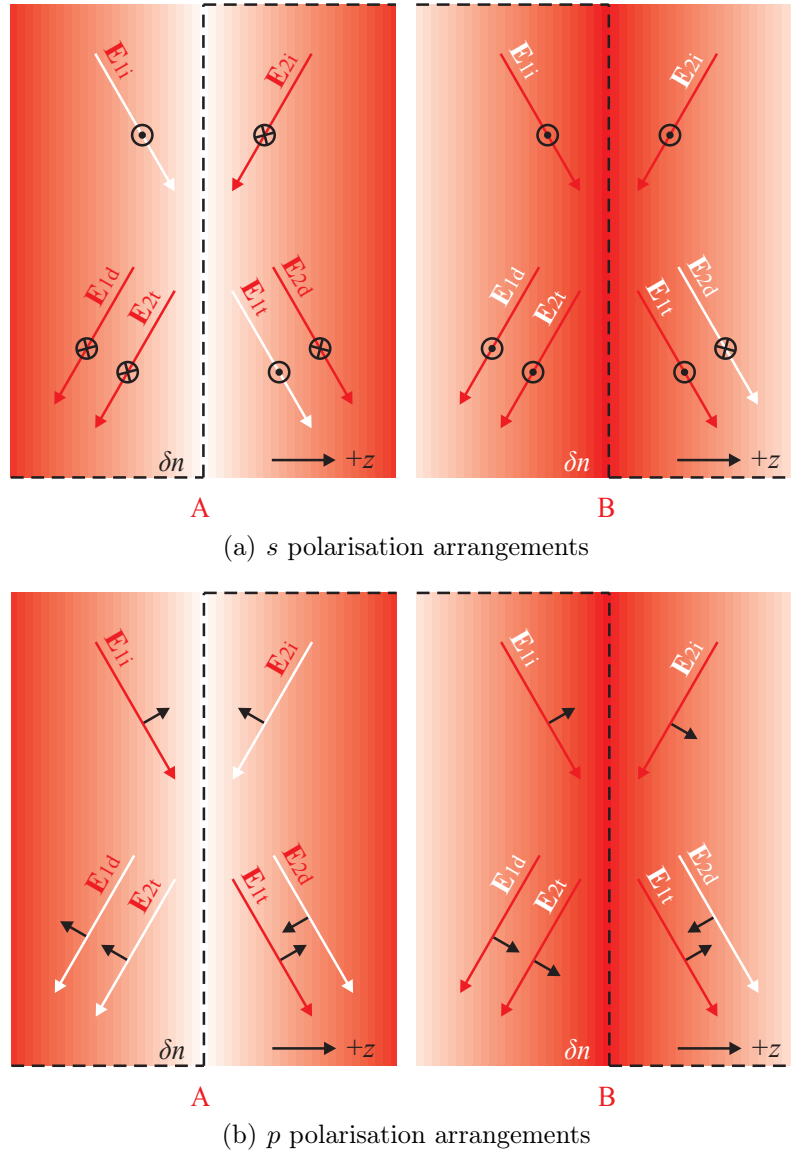 E1i E2i E1i E2i
E1d E2t E1t E2d E1d E2t E1t E2d
δn +z δn +z
A B
(a) s polarisation arrangements
E1i E2i E1i E2i
E1d E2t E1t E2d E1d E2t E1t E2d
δn +z δn +z
A B
(b) p polarisation arrangements